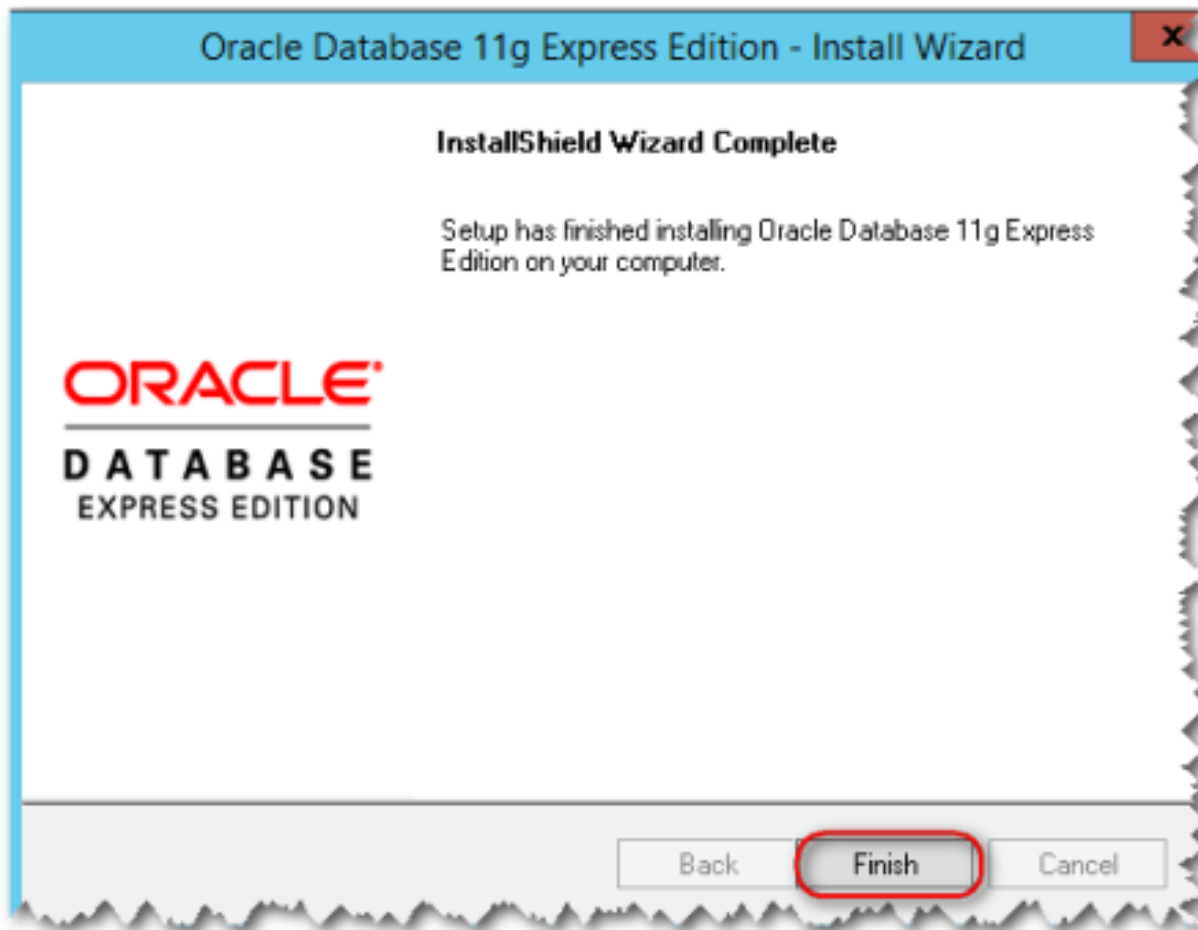 Oracle Database 11g Express Edition - Install Wizard
x
InstallShield Wizard Complete
Setup has finished installing Oracle Database 11g Express
Edition on your computer.
ORACLE
DATABASE
EXPRESS EDITION
Back
Finish
Cancel